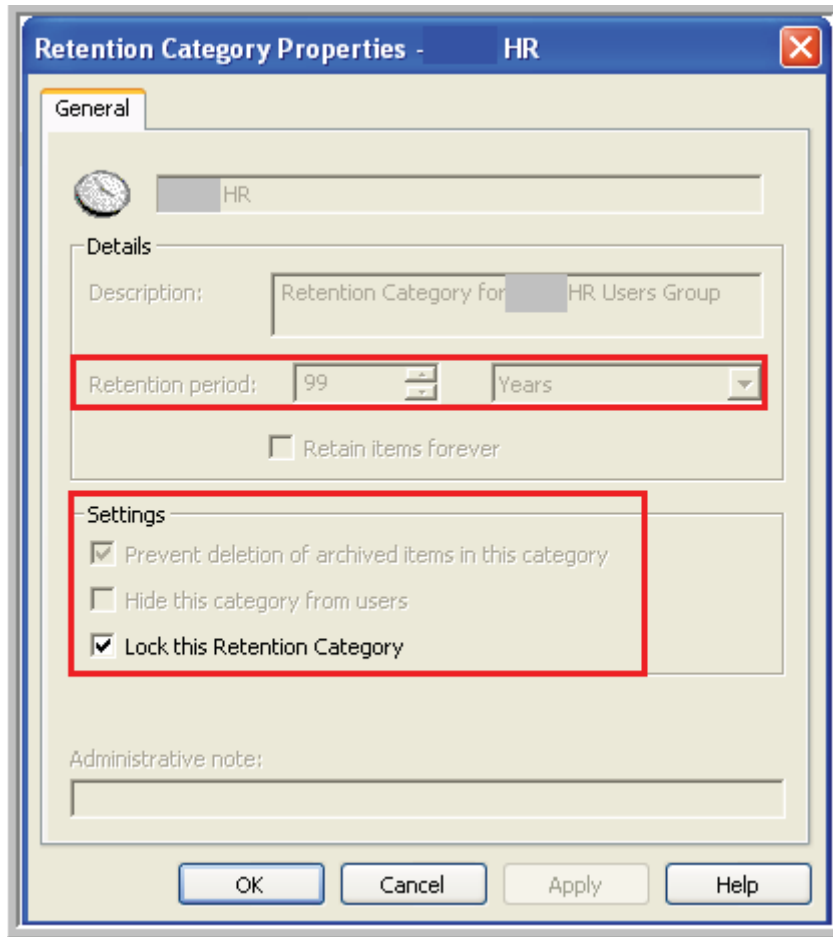 Retention Category Properties - HR
General
HR
Details
Description: Retention Category for HR Users Group
Retention period: 99 Years
Retain items forever
Settings
Prevent deletion of archived items in this category
Hide this category from users
Lock this Retention Category
Administrative note:
OK Cancel Apply Help